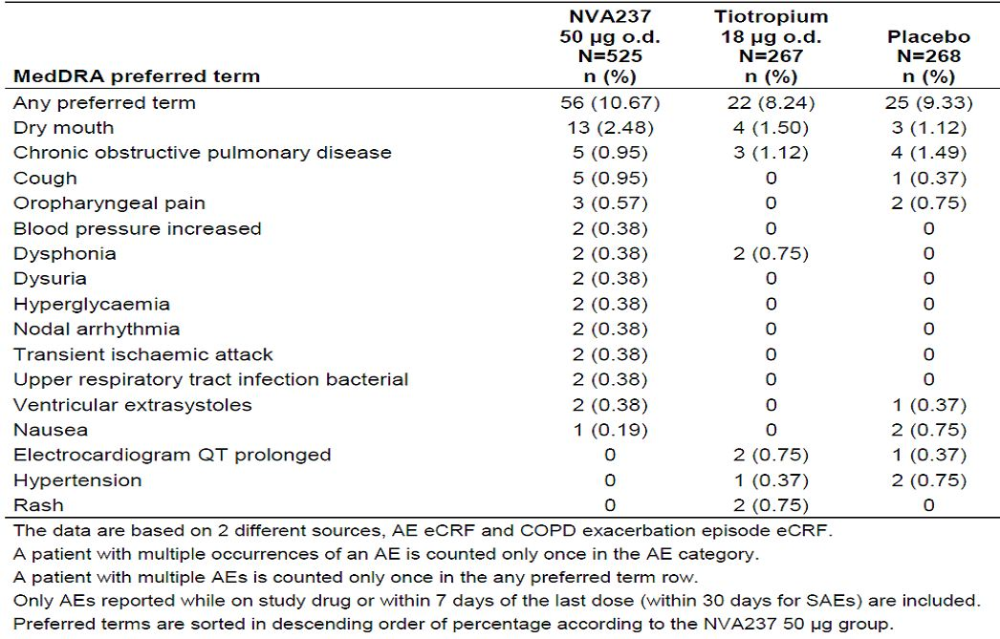 NVA237 Tiotropium
50 µg o.d. 18 µg o.d. Placebo
N=525 N=267 N=268
MedDRA preferred term n (%) n (%) n (%)
Any preferred term 56 (10.67) 22 (8.24) 25 (9.33)
Dry mouth 13 (2.48) 4 (1.50) 3 (1.12)
Chronic obstructive pulmonary disease 5 (0.95) 3 (1.12) 4 (1.49)
Cough 5 (0.95) 0 1 (0.37)
Oropharyngeal pain 3 (0.57) 0 2 (0.75)
Blood pressure increased 2 (0.38) 0 0
Dysphonia 2 (0.38) 2 (0.75) 0
Dysuria 2 (0.38) 0 0
Hyperglycaemia 2 (0.38) 0 0
Nodal arrhythmia 2 (0.38) 0 0
Transient ischaemic attack 2 (0.38) 0 0
Upper respiratory tract infection bacterial 2 (0.38) 0 0
Ventricular extrasystoles 2 (0.38) 0 1 (0.37)
Nausea 1 (0.19) 0 2 (0.75)
Electrocardiogram QT prolonged 0 2 (0.75) 1 (0.37)
Hypertension 0 1 (0.37) 2 (0.75)
Rash 0 2 (0.75) 0
The data are based on 2 different sources, AE eCRF and COPD exacerbation episode eCRF.
A patient with multiple occurrences of an AE is counted only once in the AE category.
A patient with multiple AEs is counted only once in the any preferred term row.
Only AEs reported while on study drug or within 7 days of the last dose (within 30 days for SAEs) are included.
Preferred terms are sorted in descending order of percentage according to the NVA237 50 µg group.